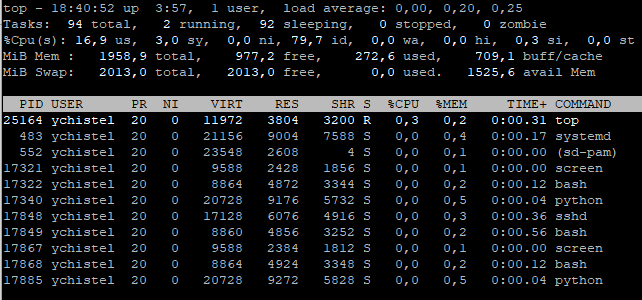 top - 18:40:52 up  3:57,  1 user,  load average: 0,00, 0,20, 0,25
Tasks:  94 total,   2 running,  92 sleeping,   0 stopped,   0 zombie
%Cpu(s): 16,9 us,  3,0 sy,  0,0 ni, 79,7 id,  0,0 wa,  0,0 hi,  0,3 si,  0,0 st
MiB Mem :   1958,9 total,    977,2 free,    272,6 used,    709,1 buff/cache
MiB Swap:   2013,0 total,   2013,0 free,      0,0 used.   1525,6 avail Mem
  PID USER      PR  NI    VIRT    RES    SHR S  %CPU  %MEM     TIME+ COMMAND
25164 ychistel  20   0   11972   3804   3200 R   0,3   0,2   0:00.31 top
  483 ychistel  20   0   21156   9004   7588 S   0,0   0,4   0:00.17 systemd
  552 ychistel  20   0   23548   2608      4 S   0,0   0,1   0:00.00 (sd-pam)
17321 ychistel  20   0    9588   2428   1856 S   0,0   0,1   0:00.00 screen
17322 ychistel  20   0    8864   4872   3344 S   0,0   0,2   0:00.12 bash
17340 ychistel  20   0   20728   9176   5732 S   0,0   0,5   0:00.04 python
17848 ychistel  20   0   17128   6076   4916 S   0,0   0,3   0:00.36 sshd
17849 ychistel  20   0    8860   4856   3252 S   0,0   0,2   0:00.56 bash
17867 ychistel  20   0    9588   2384   1812 S   0,0   0,1   0:00.00 screen
17868 ychistel  20   0    8864   4924   3348 S   0,0   0,2   0:00.12 bash
17885 ychistel  20   0   20728   9272   5828 S   0,0   0,5   0:00.04 python